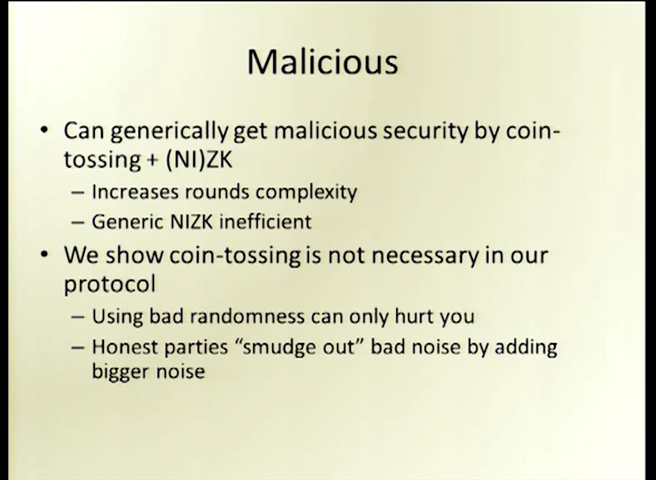 Malicious
• Can generically get malicious security by coin-
tossing + (NI)ZK
– Increases rounds complexity
– Generic NIZK inefficient
• We show coin-tossing is not necessary in our
protocol
– Using bad randomness can only hurt you
– Honest parties “smudge out” bad noise by adding
bigger noise